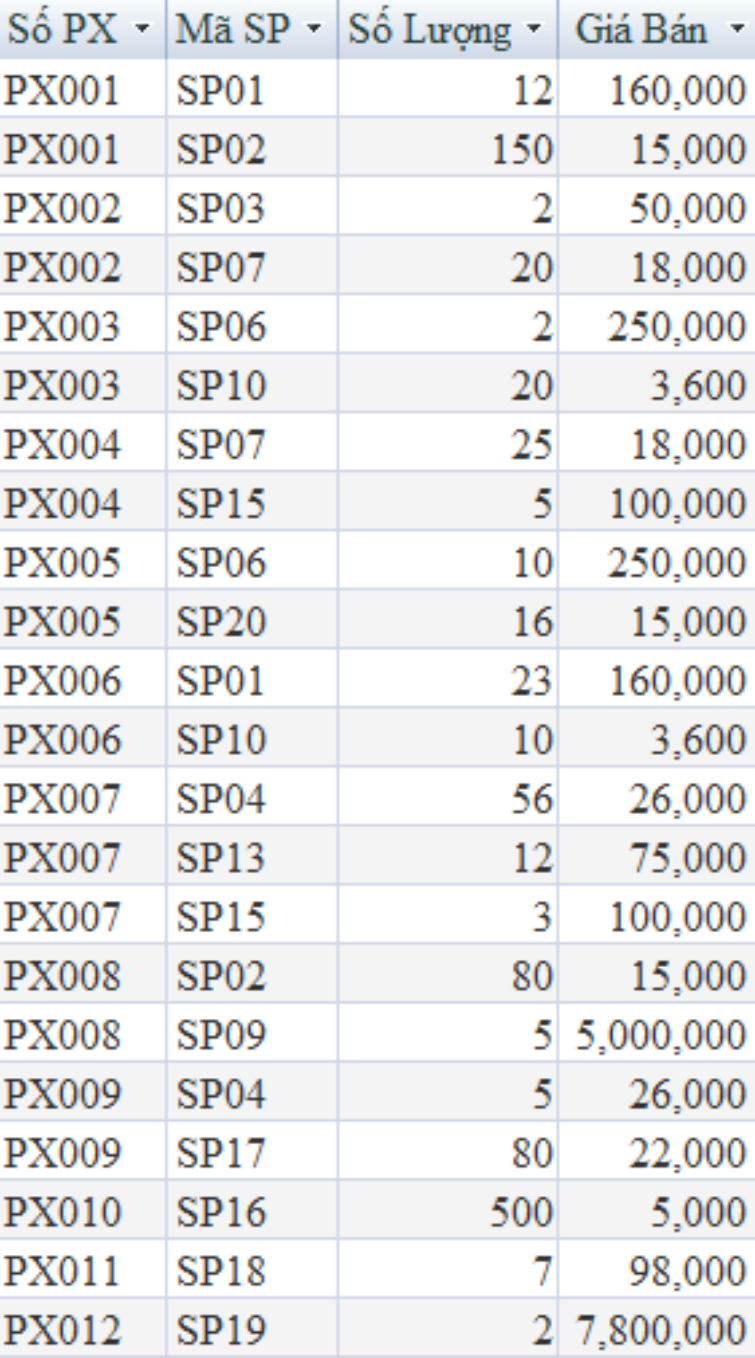 Số PX Mã SP Số Lượng Giá Bán
PX001 SP01 12 160,000
PX001 SP02 150 15,000
PX002 SP03 2 50,000
PX002 SP07 20 18,000
PX003 SP06 2 250,000
PX003 SP10 20 3,600
PX004 SP07 25 18,000
PX004 SP15 5 100,000
PX005 SP06 10 250,000
PX005 SP20 16 15,000
PX006 SP01 23 160,000
PX006 SP10 10 3,600
PX007 SP04 56 26,000
PX007 SP13 12 75,000
PX007 SP15 3 100,000
PX008 SP02 80 15,000
PX008 SP09 5 5,000,000
PX009 SP04 5 26,000
PX009 SP17 80 22,000
PX010 SP16 500 5,000
PX011 SP18 7 98,000
PX012 SP19 2 7,800,000